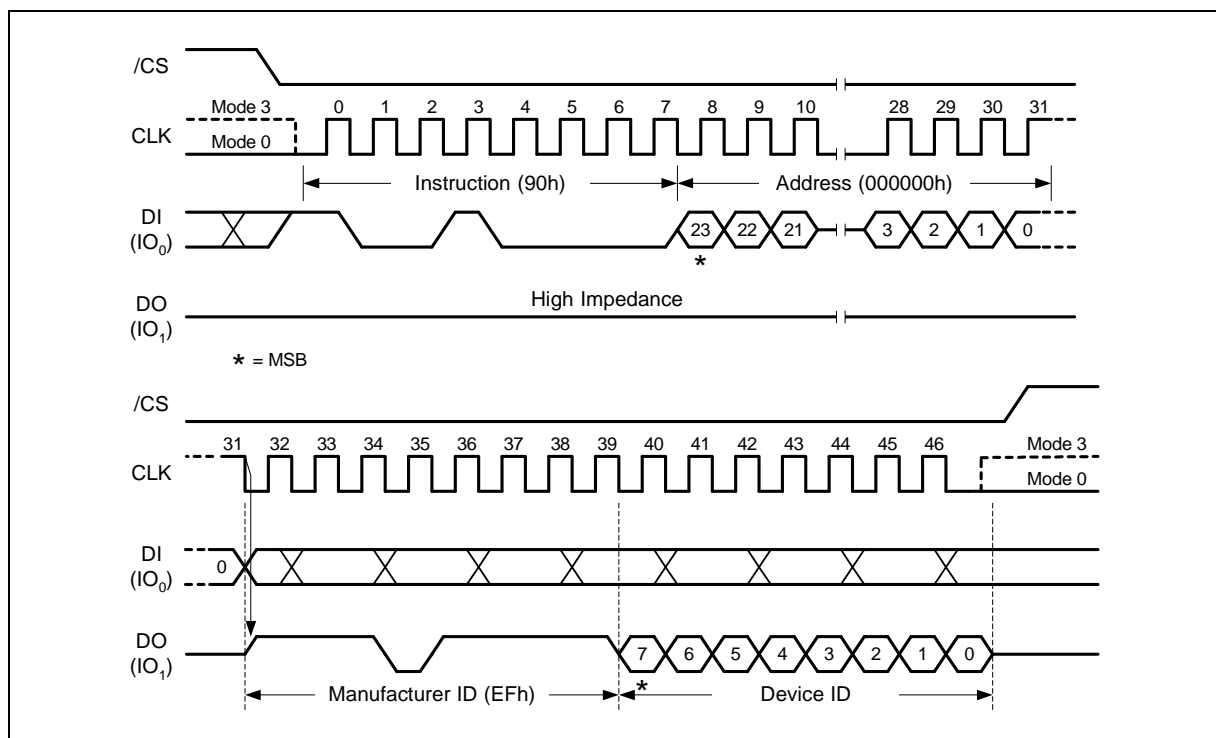 /CS
Mode 3
0 1 2 3 4 5 6 7 8 9 10 28 29 30 31
CLK
Mode 0
Instruction (90h) Address (000000h)
DI
(IO0)
23 22 21 3 2 1 0
*
High Impedance
DO
(IO1)
* = MSB
/CS
31 32 33 34 35 36 37 38 39 40 41 42 43 44 45 46
Mode 3
CLK
Mode 0
DI
(IO0)
0
DO
(IO1)
7 6 5 4 3 2 1 0
*
Manufacturer ID (EFh) Device ID